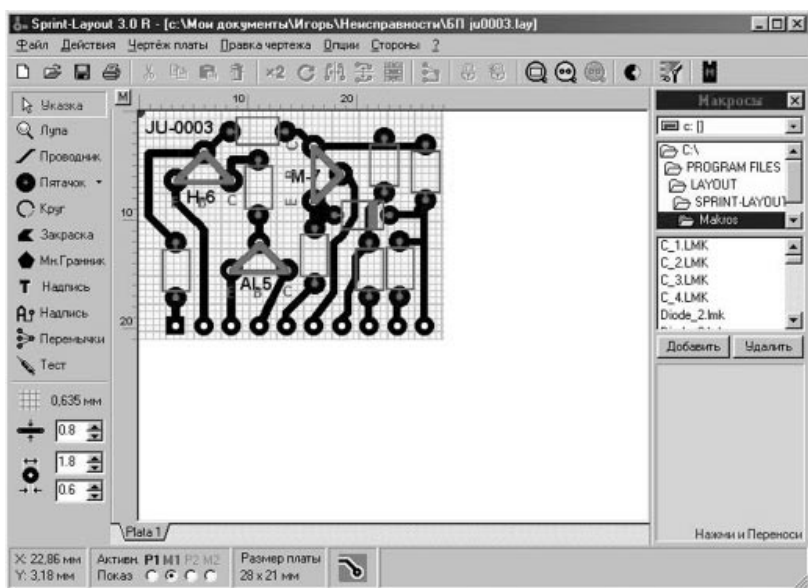 Sprint-Layout 3.0 R - [c:\Мои документы\Игорь\Неисправности\БП ju0003.lay]
Файл Действия Чертёж платы Правка чертежа Опции Стороны ?
×2
M
Указка
Лупа
Проводник
Пятачок
Круг
Закраска
Мн.Гранник
T Надпись
Надпись
Перемычки
Тест
0,635 мм
0.8
1.8
0.6
10 20
10
20
JU-0003
H-6
M-7
AL5
E B C
E B C
E B C
Plata 1
Макросы
c: []
C:\
PROGRAM FILES
LAYOUT
SPRINT-LAYOUT
Makros
C_1.LMK
C_2.LMK
C_3.LMK
C_4.LMK
Diode_2.lmk
Добавить Удалить
Нажми и Переноси
X: 22,86 мм Активн. P1 M1 P2 M2 Размер платы
Y: 3,18 мм Показ 28 x 21 мм